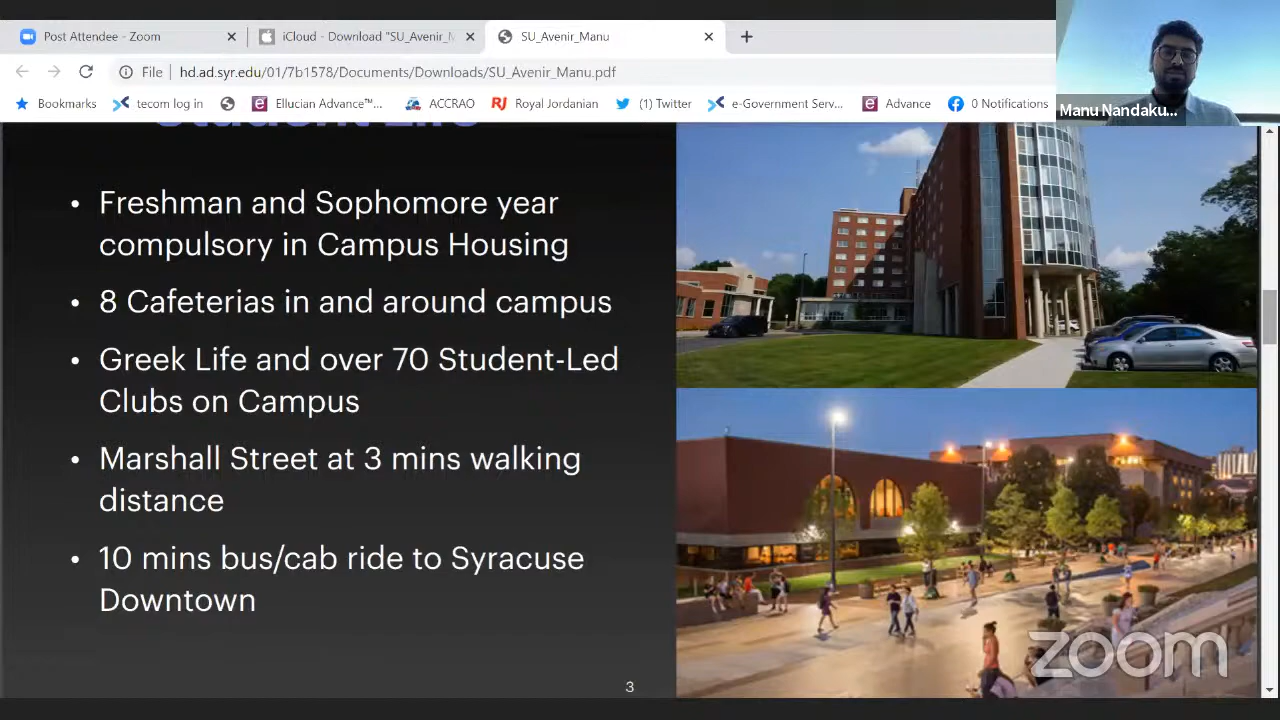 Post Attendee - Zoom
iCloud - Download "SU_Avenir_M
SU_Avenir_Manu
File
hd.ad.syr.edu/01/7b1578/Documents/Downloads/SU_Avenir_Manu.pdf
Bookmarks
tecom log in
Ellucian Advance™...
ACCRAO
Royal Jordanian
(1) Twitter
e-Government Serv...
Advance
0 Notifications
Manu Nandaku...
Student Life
• Freshman and Sophomore year
compulsory in Campus Housing
• 8 Cafeterias in and around campus
• Greek Life and over 70 Student-Led
Clubs on Campus
• Marshall Street at 3 mins walking
distance
• 10 mins bus/cab ride to Syracuse
Downtown
3
zoom